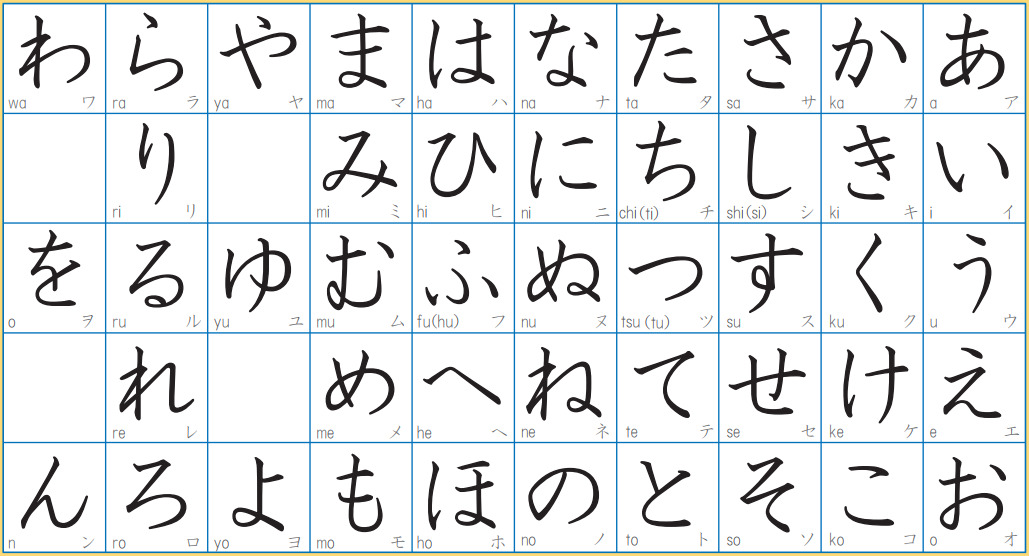 わ ら や ま は な た さ か あ
wa ワ ra ラ ya ヤ ma マ ha ハ na ナ ta タ sa サ ka カ a ア
り み ひ に ち し き い
ri リ mi ミ hi ヒ ni ニ chi(ti) チ shi(si) シ ki キ i イ
を る ゆ む ふ ぬ つ す く う
o ヲ ru ル yu ユ mu ム fu(hu) フ nu ヌ tsu (tu) ツ su ス ku ク u ウ
れ め へ ね て せ け え
re レ me メ he ヘ ne ネ te テ se セ ke ケ e エ
ん ろ よ も ほ の と そ こ お
n ン ro ロ yo ヨ mo モ ho ホ no ノ to ト so ソ ko コ o オ